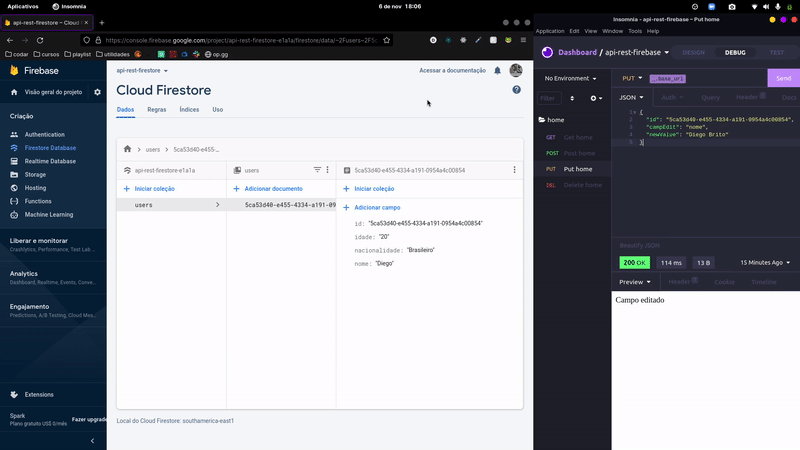 Aplicativos
Insomnia
6 de nov 18:06
api-rest-firestore – Cloud F
Insomnia - api-rest-firebase – Put home
Application Edit View Window Tools Help
https://console.firebase.google.com/project/api-rest-firestore-e1a1a/firestore/data/~2Fusers~2F5
codar
cursos
playlist
utilidades
op.gg
Dashboard / api-rest-firebase
DESIGN
DEBUG
TEST
Firebase
api-rest-firestore
Acessar a documentação
No Environment
PUT
_.base_url
Send
Visão geral do projeto
Cloud Firestore
Filter
JSON
Auth
Query
Header
Docs
Dados
Regras
Índices
Uso
Criação
home
1 {
2 "id": "5ca53d40-e455-4334-a191-0954a4c00854",
3 "campEdit": "nome",
4 "newValue": "Diego Brito"
5 }
Authentication
Firestore Database
Realtime Database
Storage
Hosting
Functions
Machine Learning
GET Get home
POST Post home
PUT Put home
DEL Delete home
users
5ca53d40-e455-...
api-rest-firestore-e1a1a
users
5ca53d40-e455-4334-a191-0954a4c00854
Iniciar coleção
Adicionar documento
Iniciar coleção
users
5ca53d40-e455-4334-a191-09
Adicionar campo
id: "5ca53d40-e455-4334-a191-0954a4c00854"
idade: "20"
nacionalidade: "Brasileiro"
nome: "Diego"
Liberar e monitorar
Crashlytics, Performance, Test Lab ...
Beautify JSON
200 OK
114 ms
13 B
15 Minutes Ago
Analytics
Dashboard, Realtime, Events, Conve...
Preview
Header
Cookie
Timeline
Campo editado
Engajamento
Predictions, A/B Testing, Cloud Mes...
Extensions
Spark
Plano gratuito US$ 0/mês
Fazer upgrade
Local do Cloud Firestore: southamerica-east1